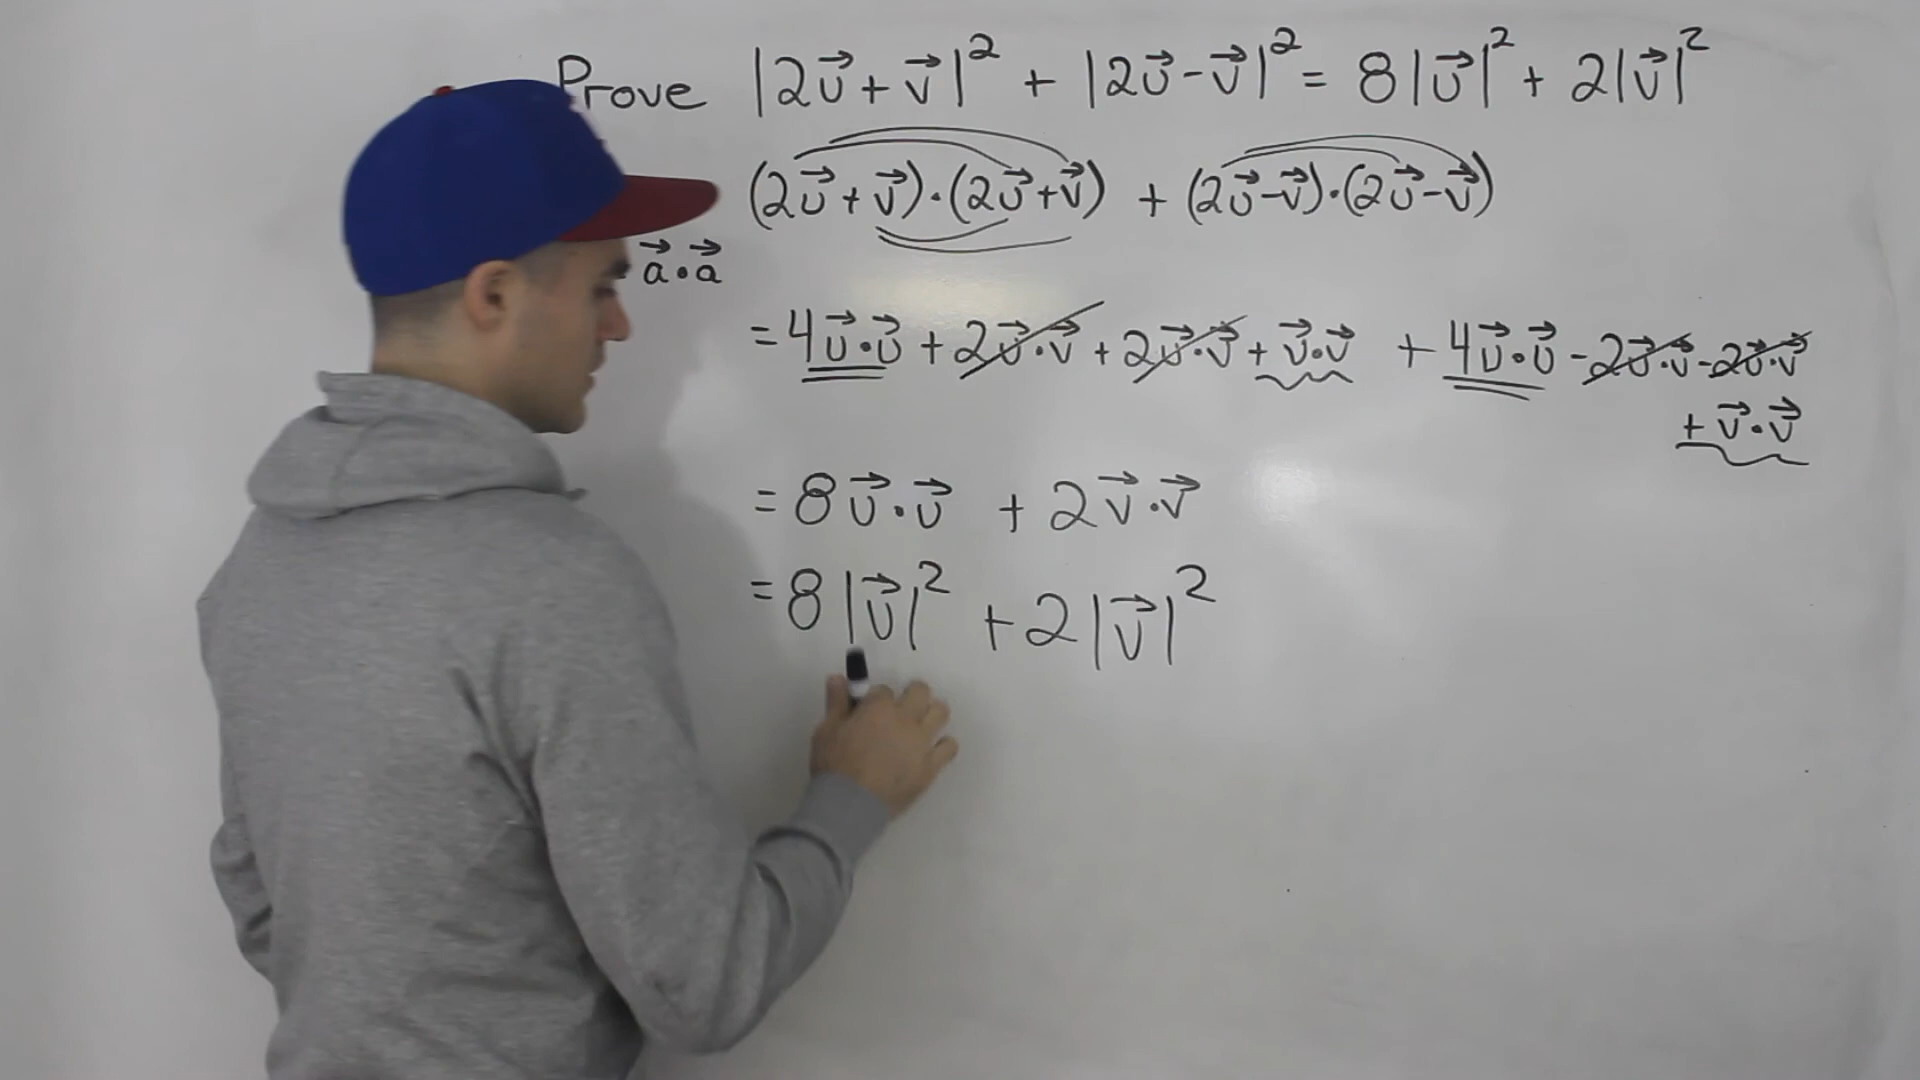 Prove |2u⃗ + v⃗|² + |2u⃗ - v⃗|² = 8|u⃗|² + 2|v⃗|²
(2u⃗ + v⃗)·(2u⃗ + v⃗) + (2u⃗ - v⃗)·(2u⃗ - v⃗)
a⃗·a⃗
= 4u⃗·u⃗ + 2u⃗·v⃗ + 2u⃗·v⃗ + v⃗·v⃗ + 4u⃗·u⃗ - 2u⃗·v⃗ - 2u⃗·v⃗
+ v⃗·v⃗
= 8u⃗·u⃗ + 2v⃗·v⃗
= 8|u⃗|² + 2|v⃗|²